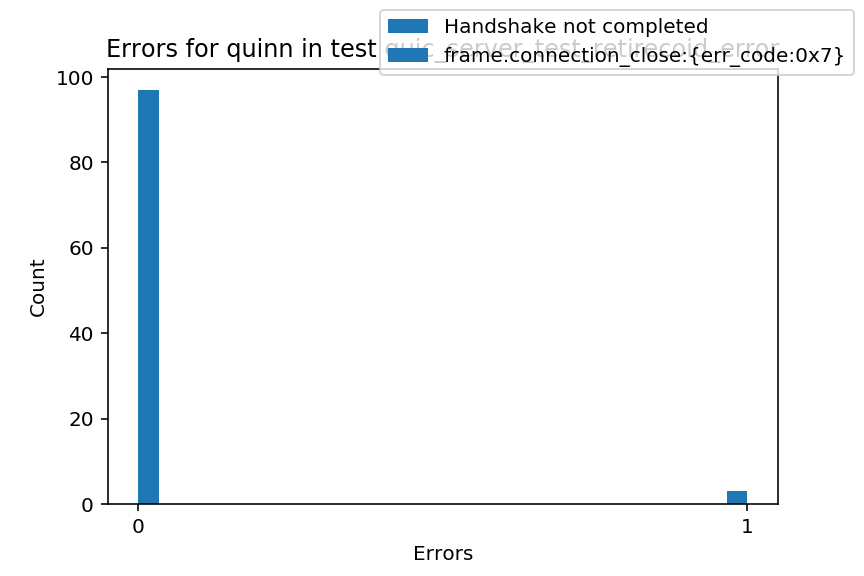 Handshake not completed
Errors for quinn in test quic_server_test_retirecoid_error
frame.connection_close:{err_code:0x7}
100
80
60
40
20
0
Count
0 1
Errors